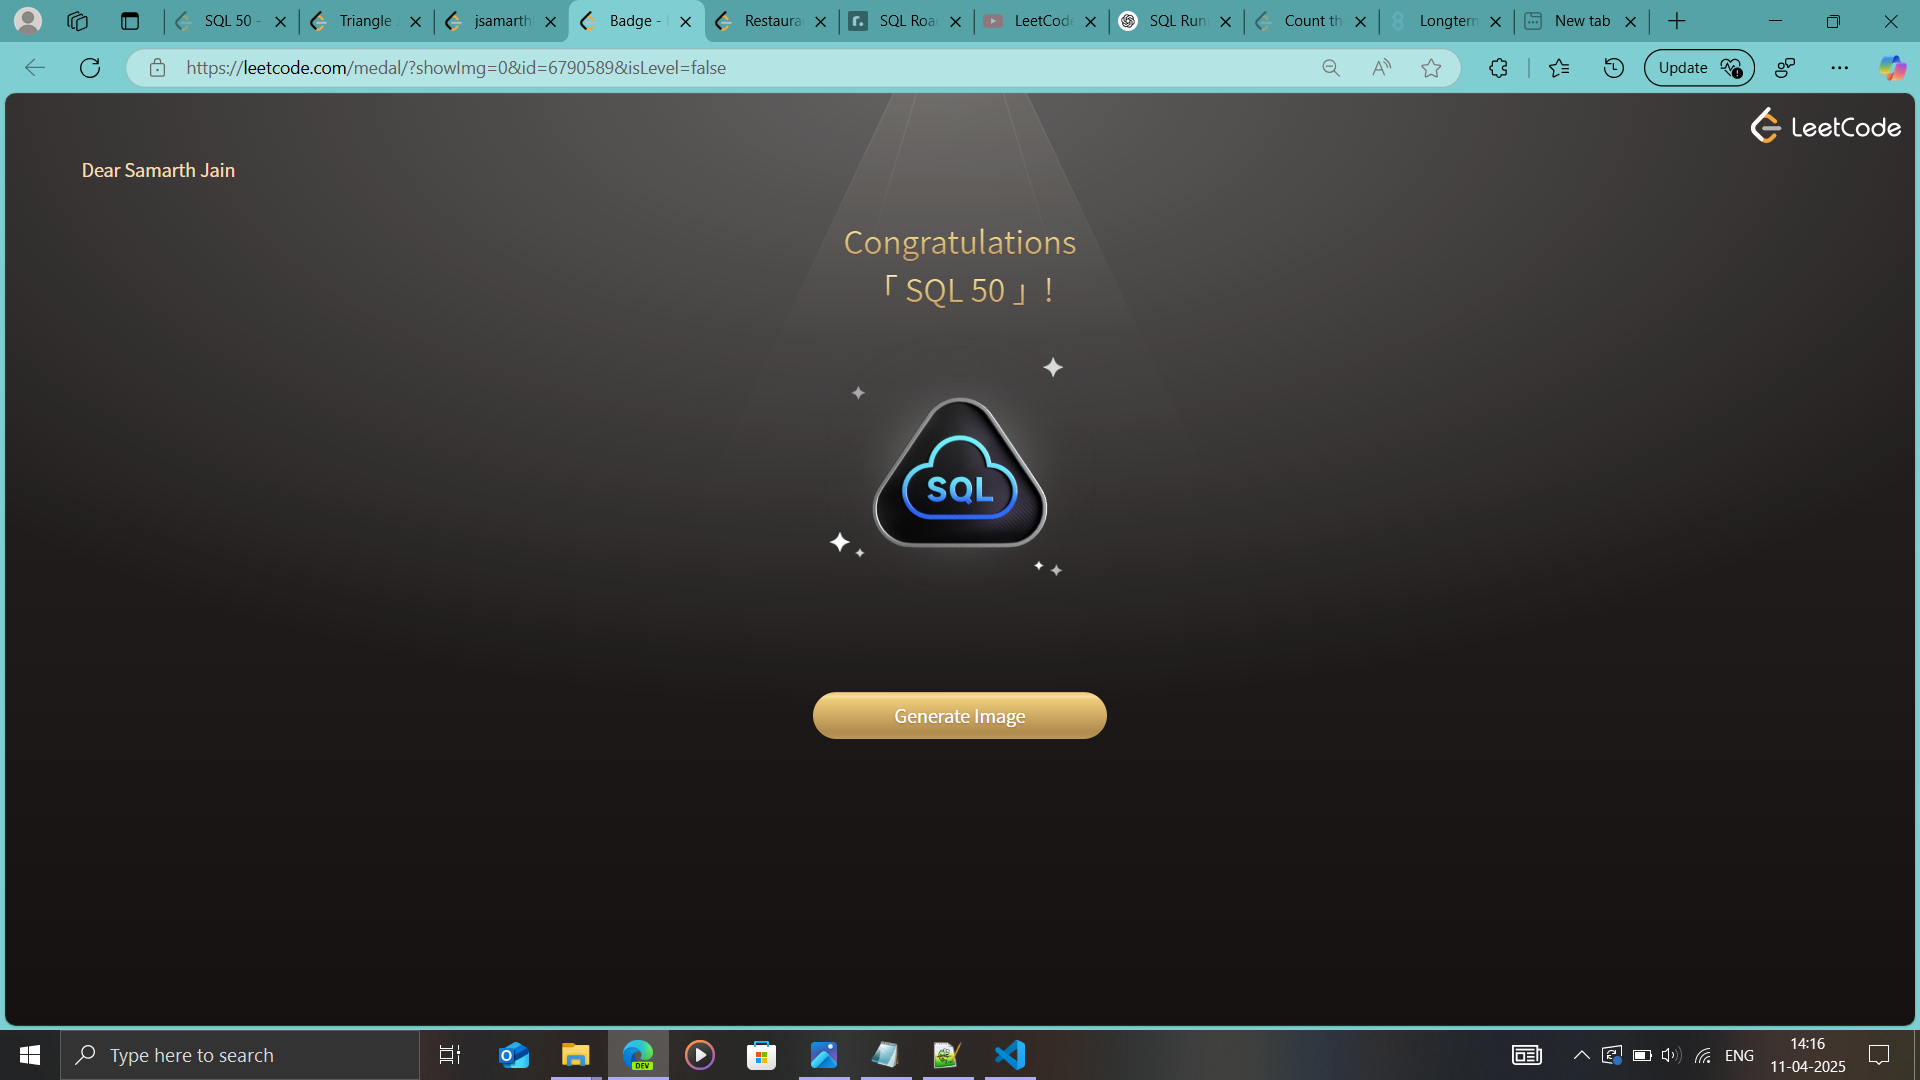 SQL 50 -
Triangle J
jsamarth
Badge - L
Restaura
SQL Roa
LeetCode
SQL Run
Count th
Longterm
New tab
https://leetcode.com/medal/?showImg=0&id=6790589&isLevel=false
Update
LeetCode
Dear Samarth Jain
Congratulations
「 SQL 50 」!
SQL
Generate Image
Type here to search
DEV
ENG
14:16
11-04-2025